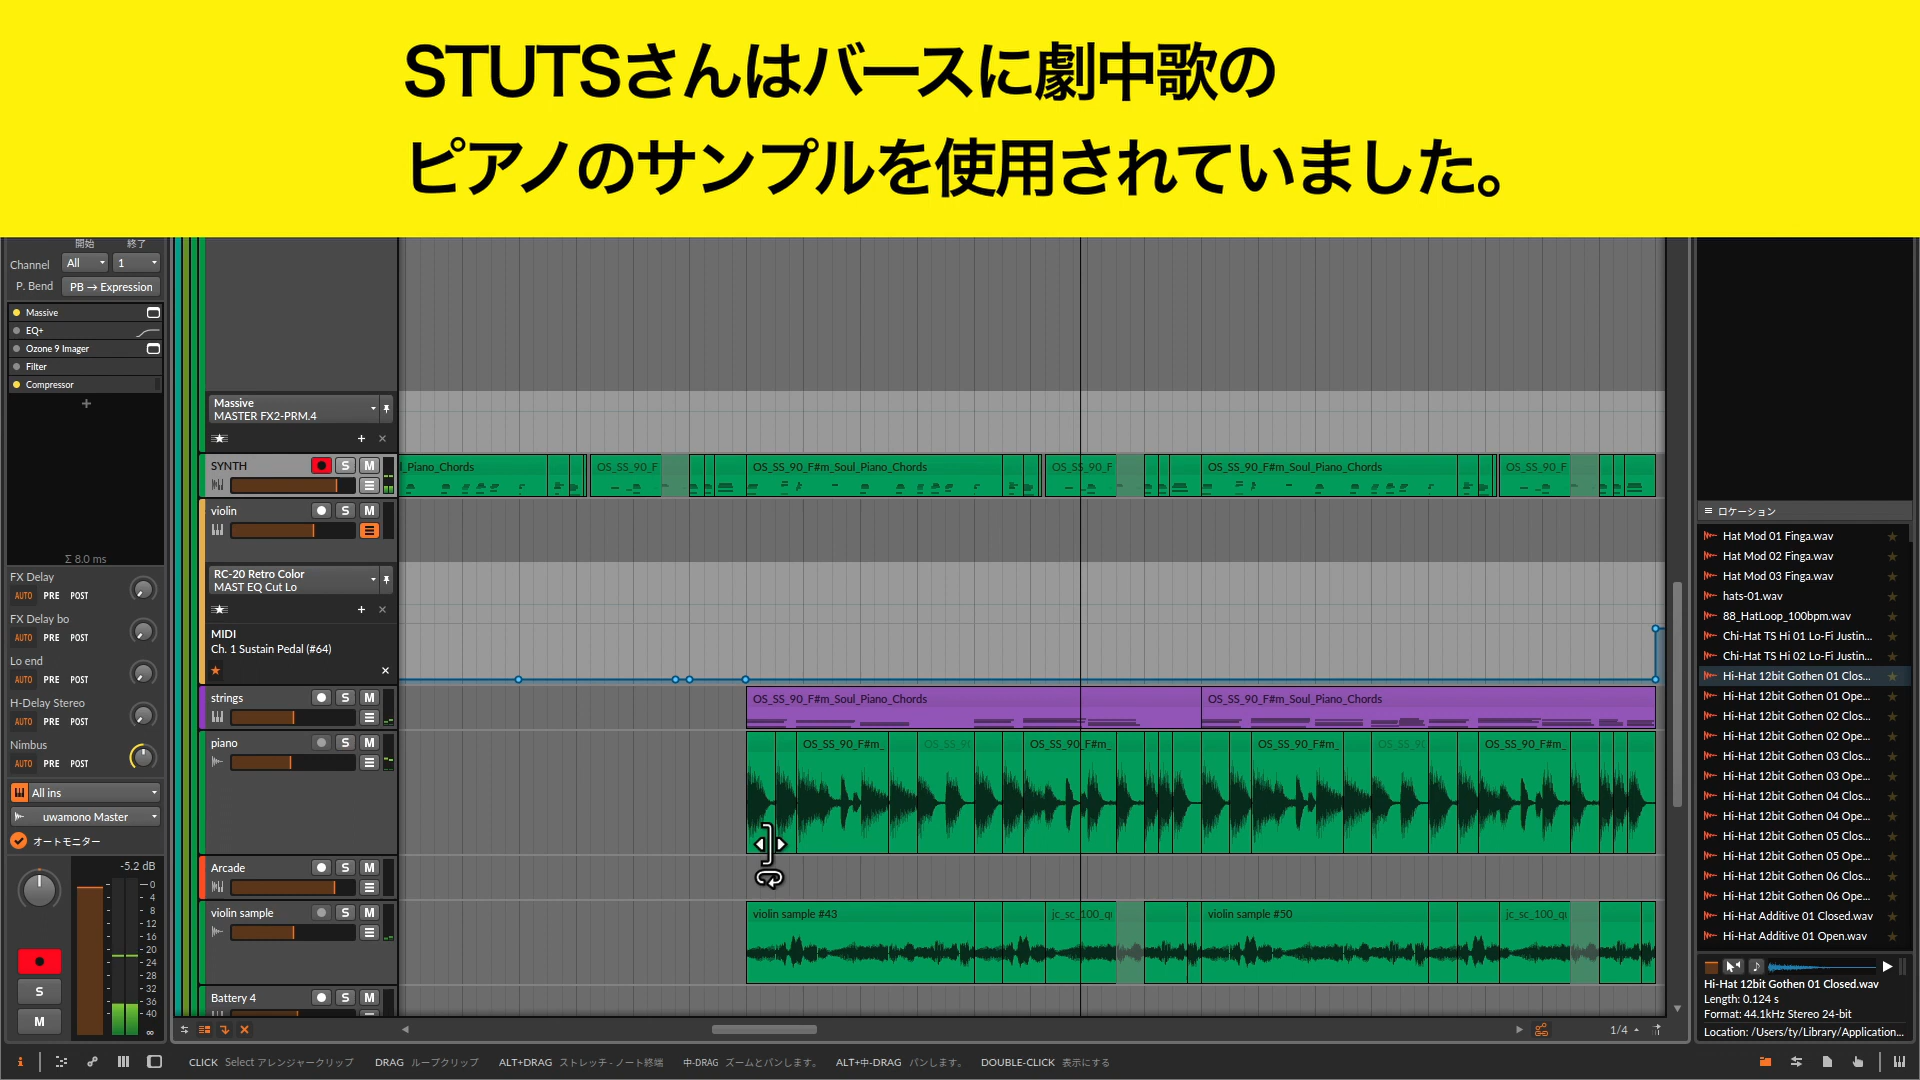 STUTSさんはバースに劇中歌の
ピアノのサンプルを使用されていました。
開始 終了
Channel All 1
P. Bend PB → Expression
Massive
EQ+
Ozone 9 Imager
Filter
Compressor
+
Σ 8.0 ms
FX Delay
AUTO PRE POST
FX Delay bo
AUTO PRE POST
Lo end
AUTO PRE POST
H-Delay Stereo
AUTO PRE POST
Nimbus
AUTO PRE POST
All ins
uwamono Master
オートモニター
-5.2 dB
0
4
8
12
16
20
24
28
32
36
40
∞
S
M
Massive
MASTER FX2-PRM.4
SYNTH S M
violin S M
RC-20 Retro Color
MAST EQ Cut Lo
MIDI
Ch. 1 Sustain Pedal (#64)
strings S M
piano S M
Arcade S M
violin sample S M
Battery 4 S M
l_Piano_Chords OS_SS_90_F OS_SS_90_F#m_Soul_Piano_Chords OS_SS_90_F OS_SS_90_F#m_Soul_Piano_Chords OS_SS_90_F
OS_SS_90_F#m_Soul_Piano_Chords OS_SS_90_F#m_Soul_Piano_Chords
OS_SS_90_F#m_ OS_SS_9 OS_SS_90_F#m_ OS_SS_90_F#m_ OS_SS_9 OS_SS_90_F#m_
violin sample #43 jc_sc_100_q violin sample #50 jc_sc_100_q
1/4
ロケーション
Hat Mod 01 Finga.wav
Hat Mod 02 Finga.wav
Hat Mod 03 Finga.wav
hats-01.wav
88_HatLoop_100bpm.wav
Chi-Hat TS Hi 01 Lo-Fi Justin...
Chi-Hat TS Hi 02 Lo-Fi Justin...
Hi-Hat 12bit Gothen 01 Clos...
Hi-Hat 12bit Gothen 01 Ope...
Hi-Hat 12bit Gothen 02 Clos...
Hi-Hat 12bit Gothen 02 Ope...
Hi-Hat 12bit Gothen 03 Clos...
Hi-Hat 12bit Gothen 03 Ope...
Hi-Hat 12bit Gothen 04 Clos...
Hi-Hat 12bit Gothen 04 Ope...
Hi-Hat 12bit Gothen 05 Clos...
Hi-Hat 12bit Gothen 05 Ope...
Hi-Hat 12bit Gothen 06 Clos...
Hi-Hat 12bit Gothen 06 Ope...
Hi-Hat Additive 01 Closed.wav
Hi-Hat Additive 01 Open.wav
Hi-Hat 12bit Gothen 01 Closed.wav
Length: 0.124 s
Format: 44.1kHz Stereo 24-bit
Location: /Users/ty/Library/Application...
CLICK Select アレンジャークリップ DRAG ループクリップ ALT+DRAG ストレッチ - ノート終端 中-DRAG ズームとパンします。 ALT+中-DRAG パンします。 DOUBLE-CLICK 表示にする